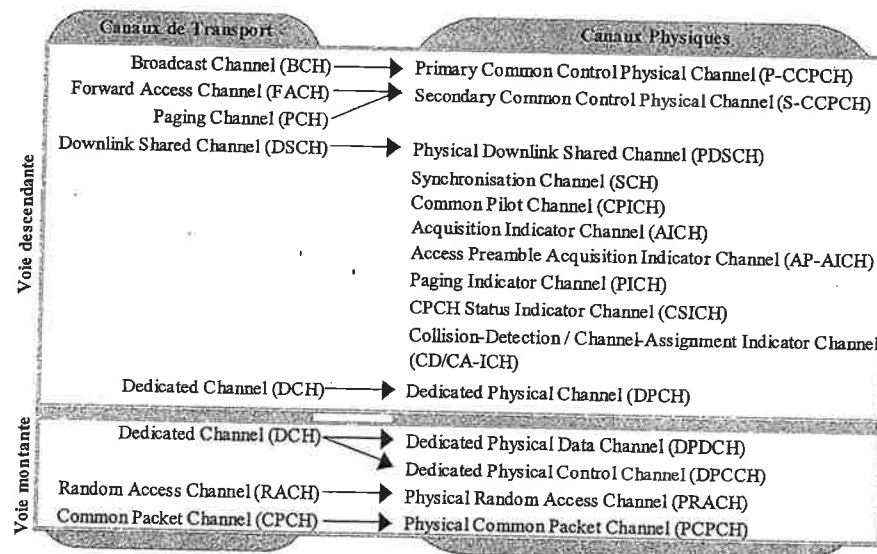 Canaux de Transport
Canaux Physiques
Voie descendante
Broadcast Channel (BCH)
Primary Common Control Physical Channel (P-CCPCH)
Forward Access Channel (FACH)
Secondary Common Control Physical Channel (S-CCPCH)
Paging Channel (PCH)
Downlink Shared Channel (DSCH)
Physical Downlink Shared Channel (PDSCH)
Synchronisation Channel (SCH)
Common Pilot Channel (CPICH)
Acquisition Indicator Channel (AICH)
Access Preamble Acquisition Indicator Channel (AP-AICH)
Paging Indicator Channel (PICH)
CPCH Status Indicator Channel (CSICH)
Collision-Detection / Channel-Assignment Indicator Channel
(CD/CA-ICH)
Dedicated Channel (DCH)
Dedicated Physical Channel (DPCH)
Voie montante
Dedicated Channel (DCH)
Dedicated Physical Data Channel (DPDCH)
Dedicated Physical Control Channel (DPCCH)
Random Access Channel (RACH)
Physical Random Access Channel (PRACH)
Common Packet Channel (CPCH)
Physical Common Packet Channel (PCPCH)